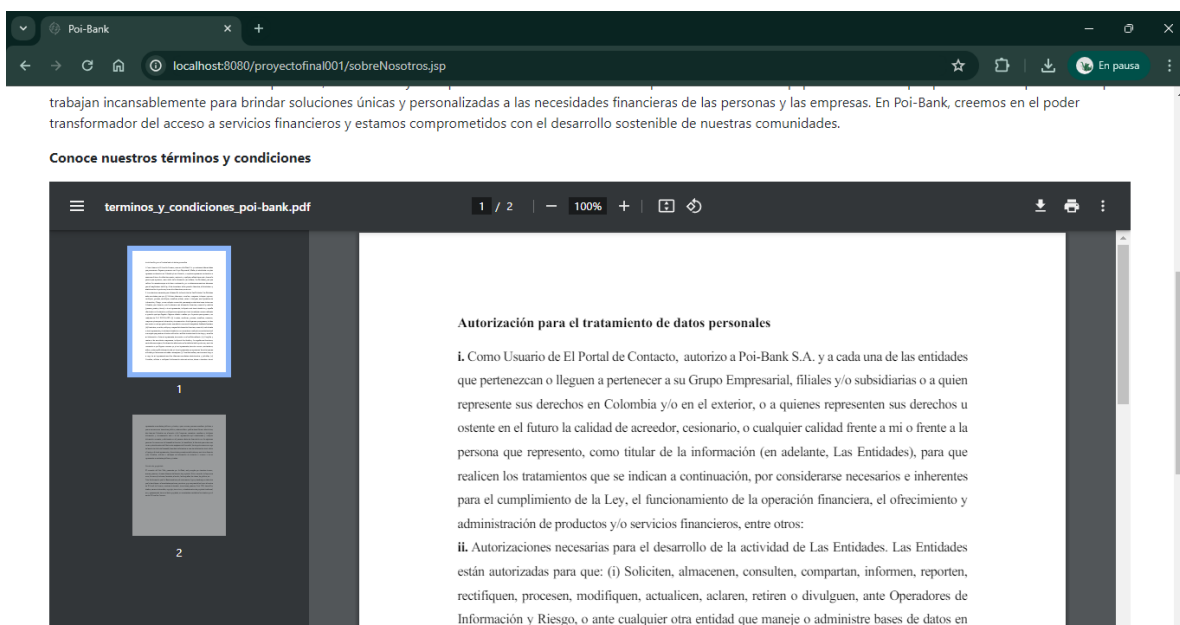 Poi-Bank
localhost:8080/proyectofinal001/sobreNosotros.jsp
En pausa
trabajan incansablemente para brindar soluciones únicas y personalizadas a las necesidades financieras de las personas y las empresas. En Poi-Bank, creemos en el poder
transformador del acceso a servicios financieros y estamos comprometidos con el desarrollo sostenible de nuestras comunidades.
Conoce nuestros términos y condiciones
terminos_y_condiciones_poi-bank.pdf
1 / 2
100%
1
2
Autorización para el tratamiento de datos personales
i. Como Usuario de El Portal de Contacto, autorizo a Poi-Bank S.A. y a cada una de las entidades
que pertenezcan o lleguen a pertenecer a su Grupo Empresarial, filiales y/o subsidiarias o a quien
represente sus derechos en Colombia y/o en el exterior, o a quienes representen sus derechos u
ostente en el futuro la calidad de acreedor, cesionario, o cualquier calidad frente a mi o frente a la
persona que represento, como titular de la información (en adelante, Las Entidades), para que
realicen los tratamientos que se indican a continuación, por considerarse necesarios e inherentes
para el cumplimiento de la Ley, el funcionamiento de la operación financiera, el ofrecimiento y
administración de productos y/o servicios financieros, entre otros:
ii. Autorizaciones necesarias para el desarrollo de la actividad de Las Entidades. Las Entidades
están autorizadas para que: (i) Soliciten, almacenen, consulten, compartan, informen, reporten,
rectifiquen, procesen, modifiquen, actualicen, aclaren, retiren o divulguen, ante Operadores de
Información y Riesgo, o ante cualquier otra entidad que maneje o administre bases de datos en